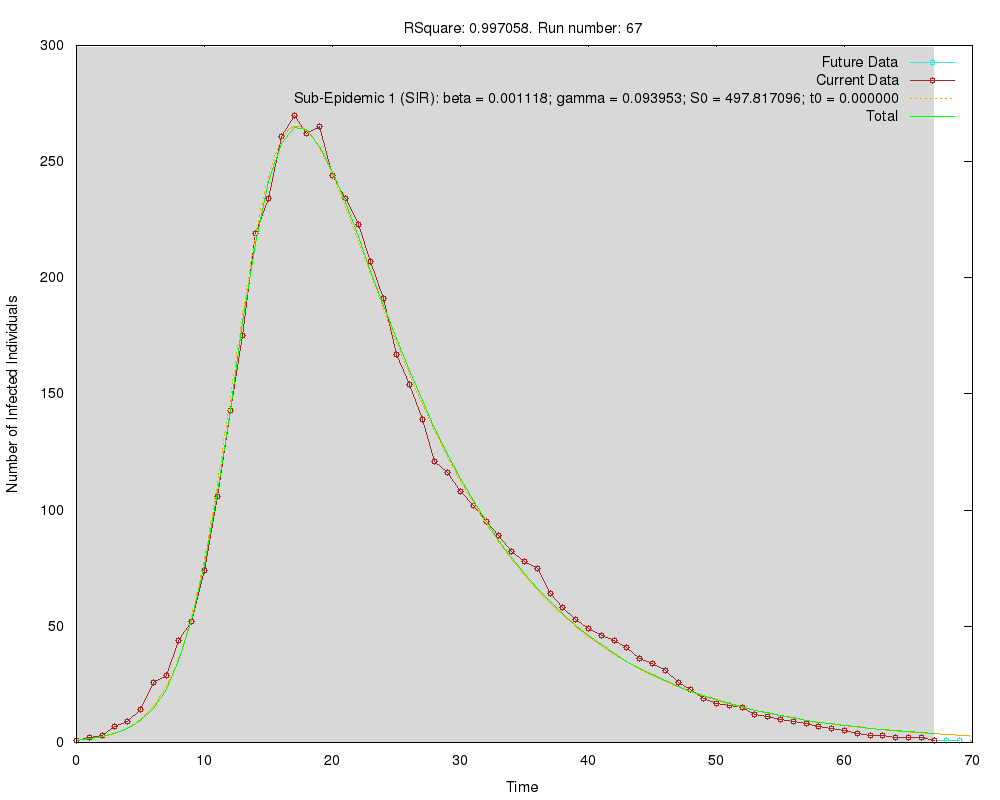 RSquare: 0.997058. Run number: 67
Future Data
Current Data
Sub-Epidemic 1 (SIR): beta = 0.001118; gamma = 0.093953; S0 = 497.817096; t0 = 0.000000
Total
300
250
200
150
100
50
0
Number of Infected Individuals
0 10 20 30 40 50 60 70
Time